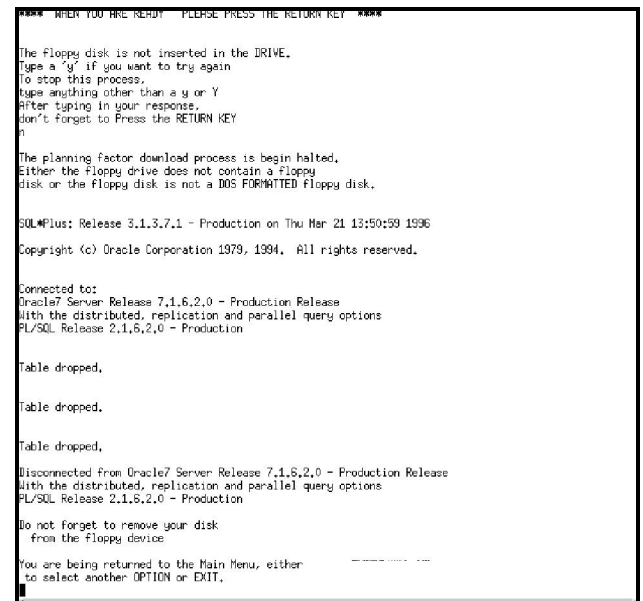 **** WHEN YOU ARE READY PLEASE PRESS THE RETURN KEY ****
The floppy disk is not inserted in the DRIVE.
Type a 'y' if you want to try again
To stop this process,
type anything other than a y or Y
After typing in your response,
don't forget to Press the RETURN KEY
n
The planning factor download process is begin halted.
Either the floppy drive does not contain a floppy
disk or the floppy disk is not a DOS FORMATTED floppy disk.
SQL*Plus: Release 3.1.3.7.1 - Production on Thu Mar 21 13:50:59 1996
Copyright (c) Oracle Corporation 1979, 1994.  All rights reserved.
Connected to:
Oracle7 Server Release 7.1.6.2.0 - Production Release
With the distributed, replication and parallel query options
PL/SQL Release 2.1.6.2.0 - Production
Table dropped.
Table dropped.
Table dropped.
Disconnected from Oracle7 Server Release 7.1.6.2.0 - Production Release
With the distributed, replication and parallel query options
PL/SQL Release 2.1.6.2.0 - Production
Do not forget to remove your disk
from the floppy device
You are being returned to the Main Menu, either
to select another OPTION or EXIT.